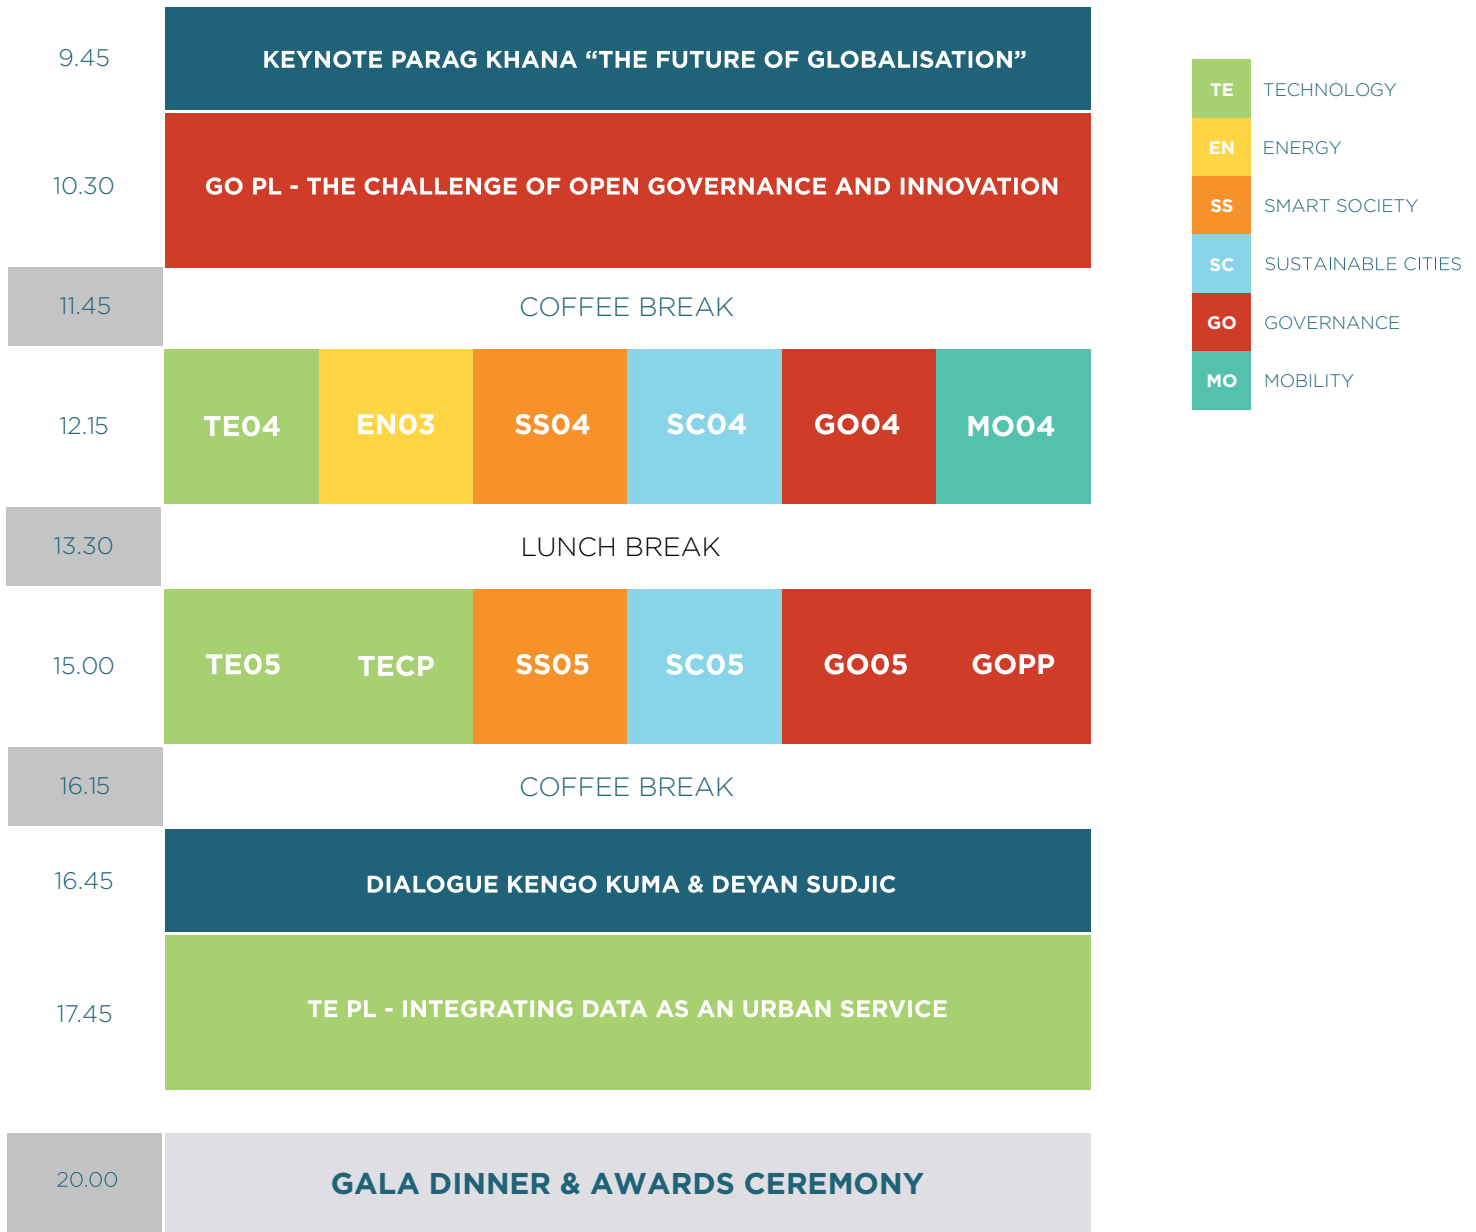 9.45
KEYNOTE PARAG KHANA “THE FUTURE OF GLOBALISATION”
10.30
GO PL - THE CHALLENGE OF OPEN GOVERNANCE AND INNOVATION
11.45
COFFEE BREAK
12.15
TE04 EN03 SS04 SC04 GO04 MO04
13.30
LUNCH BREAK
15.00
TE05 TECP SS05 SC05 GO05 GOPP
16.15
COFFEE BREAK
16.45
DIALOGUE KENGO KUMA & DEYAN SUDJIC
17.45
TE PL - INTEGRATING DATA AS AN URBAN SERVICE
20.00
GALA DINNER & AWARDS CEREMONY
TE TECHNOLOGY
EN ENERGY
SS SMART SOCIETY
SC SUSTAINABLE CITIES
GO GOVERNANCE
MO MOBILITY